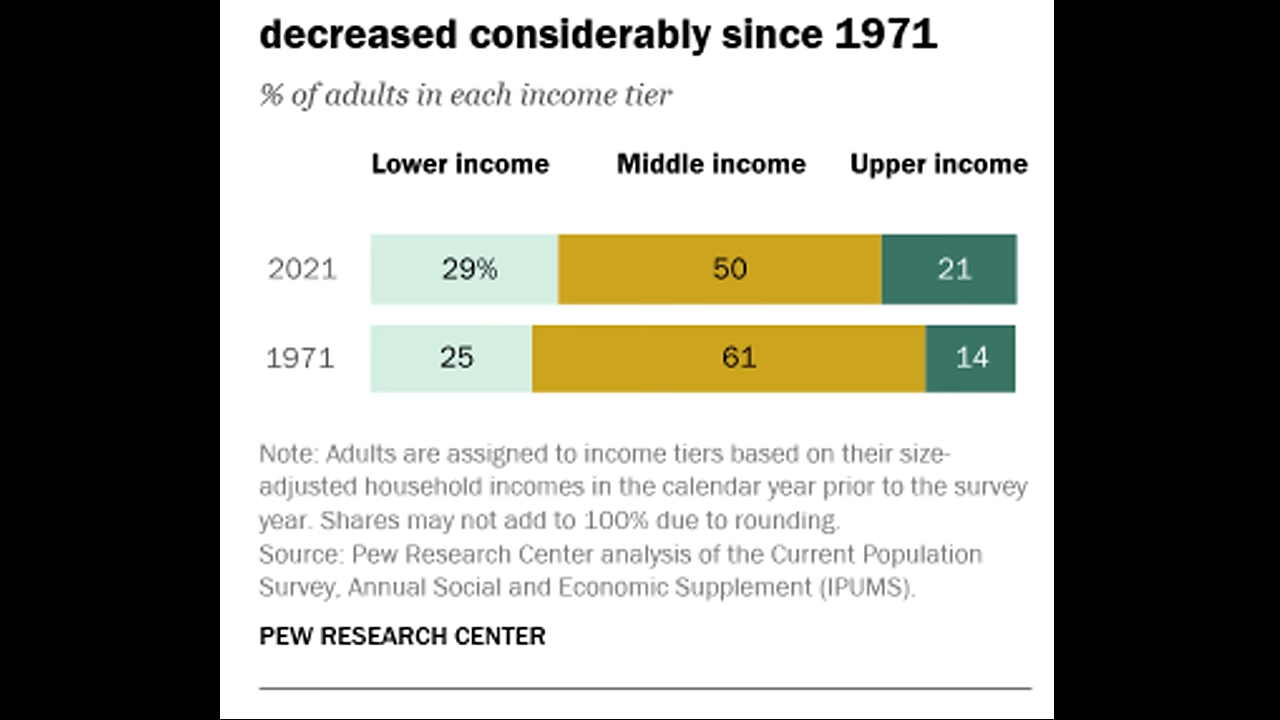 decreased considerably since 1971
% of adults in each income tier
Lower income Middle income Upper income
2021 29% 50 21
1971 25 61 14
Note: Adults are assigned to income tiers based on their size-
adjusted household incomes in the calendar year prior to the survey
year. Shares may not add to 100% due to rounding.
Source: Pew Research Center analysis of the Current Population
Survey, Annual Social and Economic Supplement (IPUMS).
PEW RESEARCH CENTER